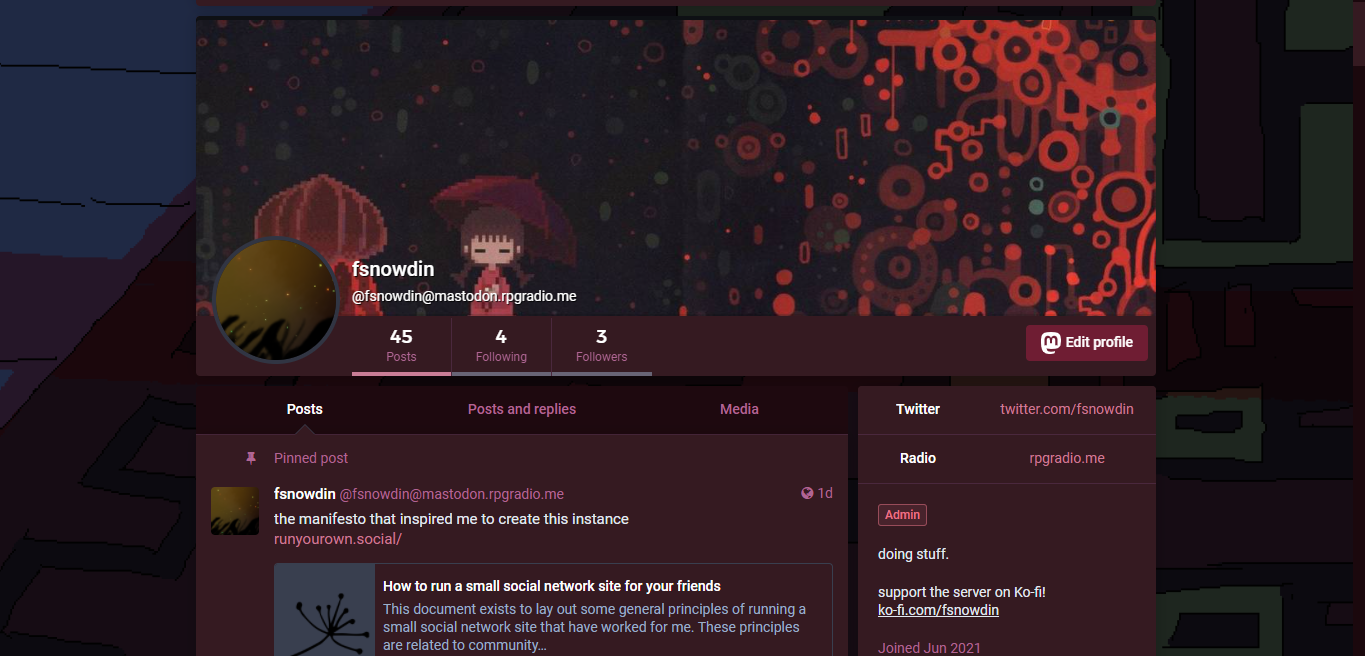 fsnowdin
@fsnowdin@mastodon.rpgradio.me
45
Posts
4
Following
3
Followers
Edit profile
Posts
Posts and replies
Media
Pinned post
fsnowdin @fsnowdin@mastodon.rpgradio.me
1d
the manifesto that inspired me to create this instance
runyourown.social/
How to run a small social network site for your friends
This document exists to lay out some general principles of running a
small social network site that have worked for me. These principles
are related to community…
Twitter
twitter.com/fsnowdin
Radio
rpgradio.me
Admin
doing stuff.
support the server on Ko-fi!
ko-fi.com/fsnowdin
Joined Jun 2021